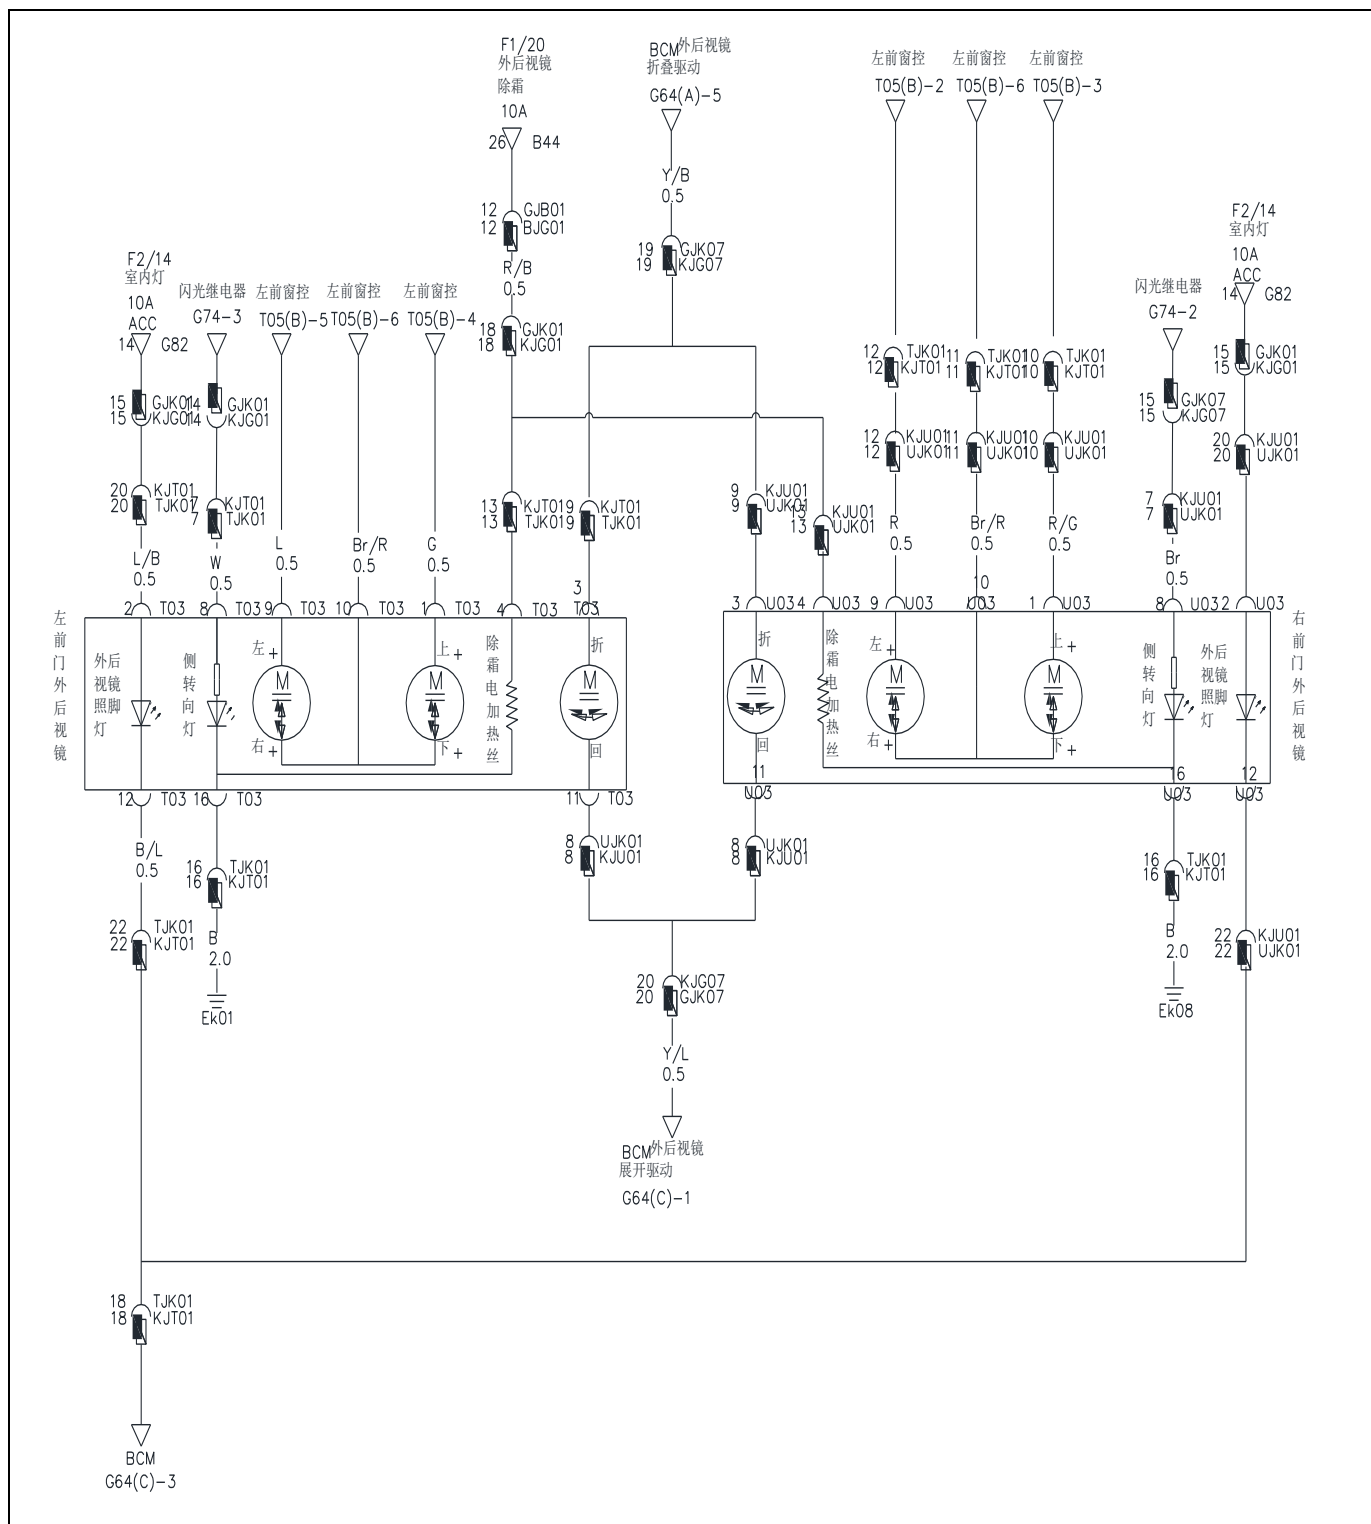 F1/20
外后视镜
除霜
10A
26 B44
BCM外后视镜
折叠驱动
G64(A)-5
左前窗控
T05(B)-2
左前窗控
T05(B)-6
左前窗控
T05(B)-3
Y/B
0.5
12 GJB01
12 BJG01
19 GJK07
19 KJG07
R/B
0.5
18 GJK01
18 KJG01
F2/14
室内灯
10A
ACC
14 G82
闪光继电器
G74-3
左前窗控
T05(B)-5
左前窗控
T05(B)-6
左前窗控
T05(B)-4
F2/14
室内灯
10A
ACC
14 G82
闪光继电器
G74-2
12 TJK01
12 KJT01
11 TJK01
11 KJT01
10 TJK01
10 KJT01
15 GJK01
15 KJG01
15 GJK01
15 KJG01
14 GJK01
14 KJG01
15 GJK07
15 KJG07
12 KJU01
12 UJK01
11 KJU01
11 UJK01
10 KJU01
10 UJK01
20 KJU01
20 UJK01
20 KJT01
20 TJK01
7 KJT01
7 TJK01
13 KJT01
13 TJK01
9 KJT01
9 TJK01
9 KJU01
9 UJK01
13 KJU01
13 UJK01
7 KJU01
7 UJK01
L/B
0.5
W
0.5
L
0.5
Br/R
0.5
G
0.5
R
0.5
Br/R
0.5
R/G
0.5
Br
0.5
2 T03
8 T03
9 T03
10 T03
1 T03
4 T03
3
T03
3 U03
4 U03
9 U03
10
U03
1 U03
8 U03
2 U03
左前门外后视镜
外后视镜照脚灯
侧转向灯
左 +
M
右 +
上 +
M
下 +
除霜电加热丝
折
M
回
折
M
回
除霜电加热丝
左 +
M
右 +
上 +
M
下 +
侧转向灯
外后视镜照脚灯
右前门外后视镜
12 T03
16 T03
11 T03
11
U03
16
U03
12
U03
B/L
0.5
16 TJK01
16 KJT01
8 UJK01
8 KJU01
8 UJK01
8 KJU01
16 TJK01
16 KJT01
22 TJK01
22 KJT01
B
2.0
Ek01
B
2.0
Ek08
22 KJU01
22 UJK01
20 KJG07
20 GJK07
Y/L
0.5
BCM外后视镜
展开驱动
G64(C)-1
18 TJK01
18 KJT01
BCM
G64(C)-3